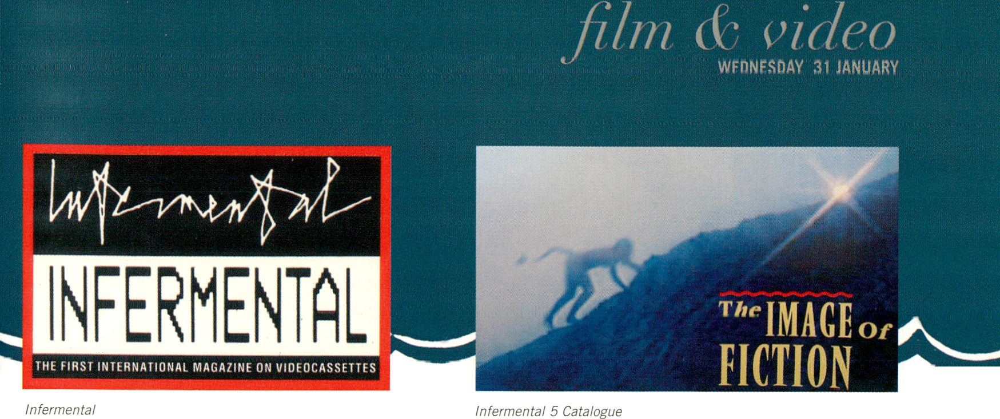 film & video
WEDNESDAY 31 JANUARY
Infermental
INFERMENTAL
THE FIRST INTERNATIONAL MAGAZINE ON VIDEOCASSETTES
The IMAGE Of
FICTION
Infermental
Infermental 5 Catalogue